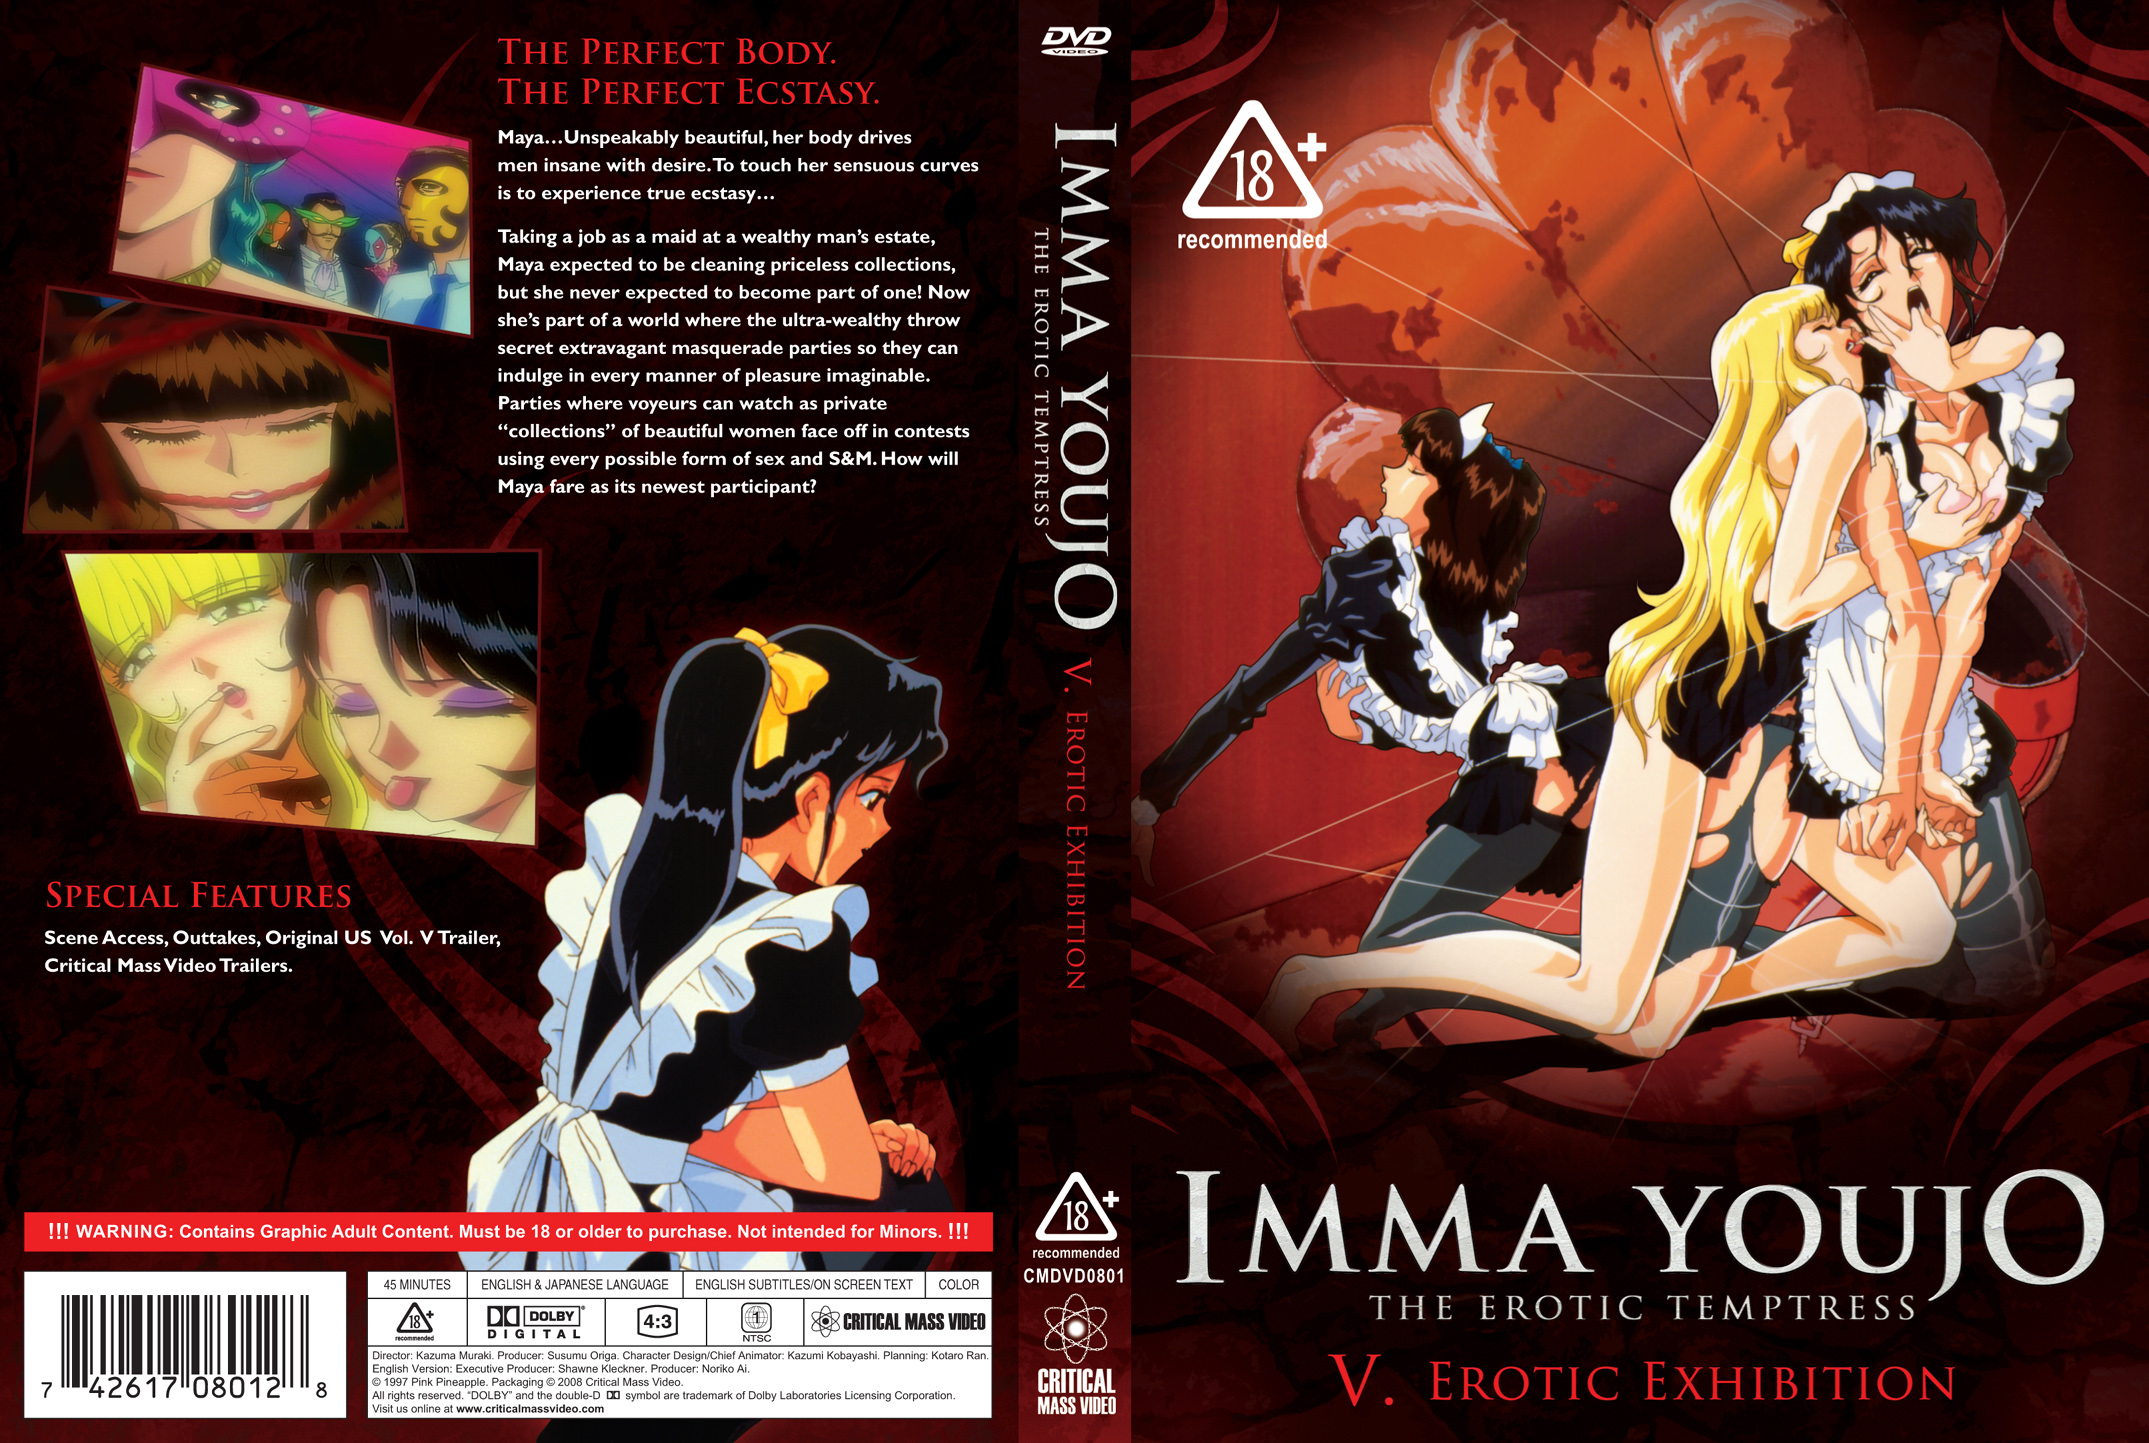 THE PERFECT BODY.
THE PERFECT ECSTASY.
Maya...Unspeakably beautiful, her body drives
men insane with desire. To touch her sensuous curves
is to experience true ecstasy...
Taking a job as a maid at a wealthy man's estate,
Maya expected to be cleaning priceless collections,
but she never expected to become part of one! Now
she's part of a world where the ultra-wealthy throw
secret extravagant masquerade parties so they can
indulge in every manner of pleasure imaginable.
Parties where voyeurs can watch as private
“collections” of beautiful women face off in contests
using every possible form of sex and S&M. How will
Maya fare as its newest participant?
SPECIAL FEATURES
Scene Access, Outtakes, Original US Vol. V Trailer,
Critical Mass Video Trailers.
!!! WARNING: Contains Graphic Adult Content. Must be 18 or older to purchase. Not intended for Minors. !!!
7 42617 08012 8
45 MINUTES ENGLISH & JAPANESE LANGUAGE ENGLISH SUBTITLES/ON SCREEN TEXT COLOR
18+ recommended DOLBY DIGITAL 4:3 1 NTSC CRITICAL MASS VIDEO
Director: Kazuma Muraki. Producer: Susumu Origa. Character Design/Chief Animator: Kazumi Kobayashi. Planning: Kotaro Ran.
English Version: Executive Producer: Shawne Kleckner. Producer: Noriko Ai.
© 1997 Pink Pineapple. Packaging © 2008 Critical Mass Video.
All rights reserved. "DOLBY" and the double-D symbol are trademark of Dolby Laboratories Licensing Corporation.
Visit us online at www.criticalmassvideo.com
DVD
VIDEO
IMMA YOUJO
THE EROTIC TEMPTRESS
V. EROTIC EXHIBITION
18+
recommended
CMDVD0801
CRITICAL
MASS VIDEO
18+
recommended
IMMA YOUJO
THE EROTIC TEMPTRESS
V. EROTIC EXHIBITION